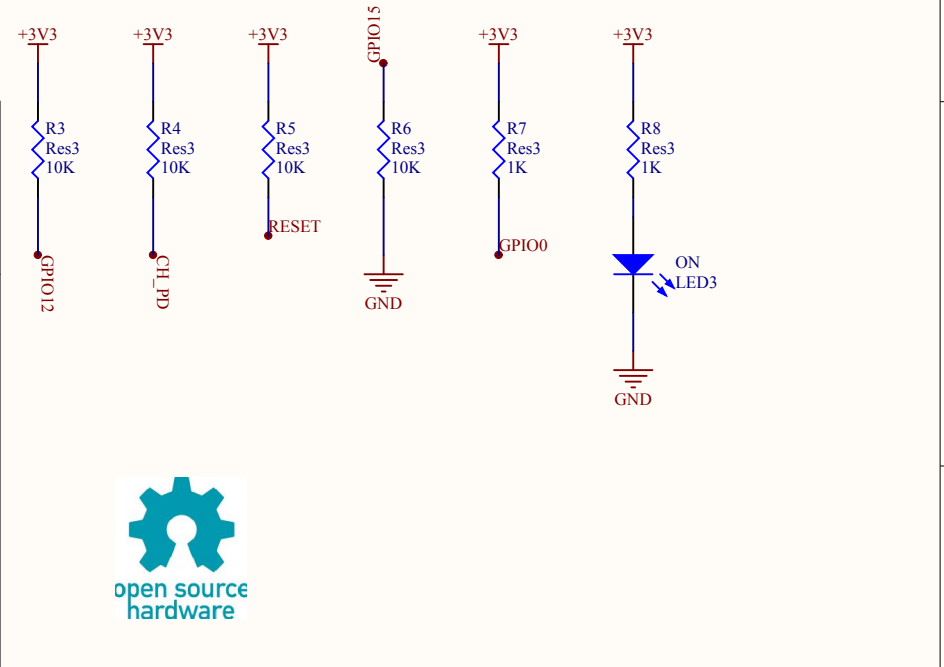 +3V3
+3V3
+3V3
GPIO15
+3V3
+3V3
R3
Res3
10K
R4
Res3
10K
R5
Res3
10K
R6
Res3
10K
R7
Res3
1K
R8
Res3
1K
GPIO12
CH_PD
RESET
GND
GPIO0
ON
LED3
GND
open source
hardware